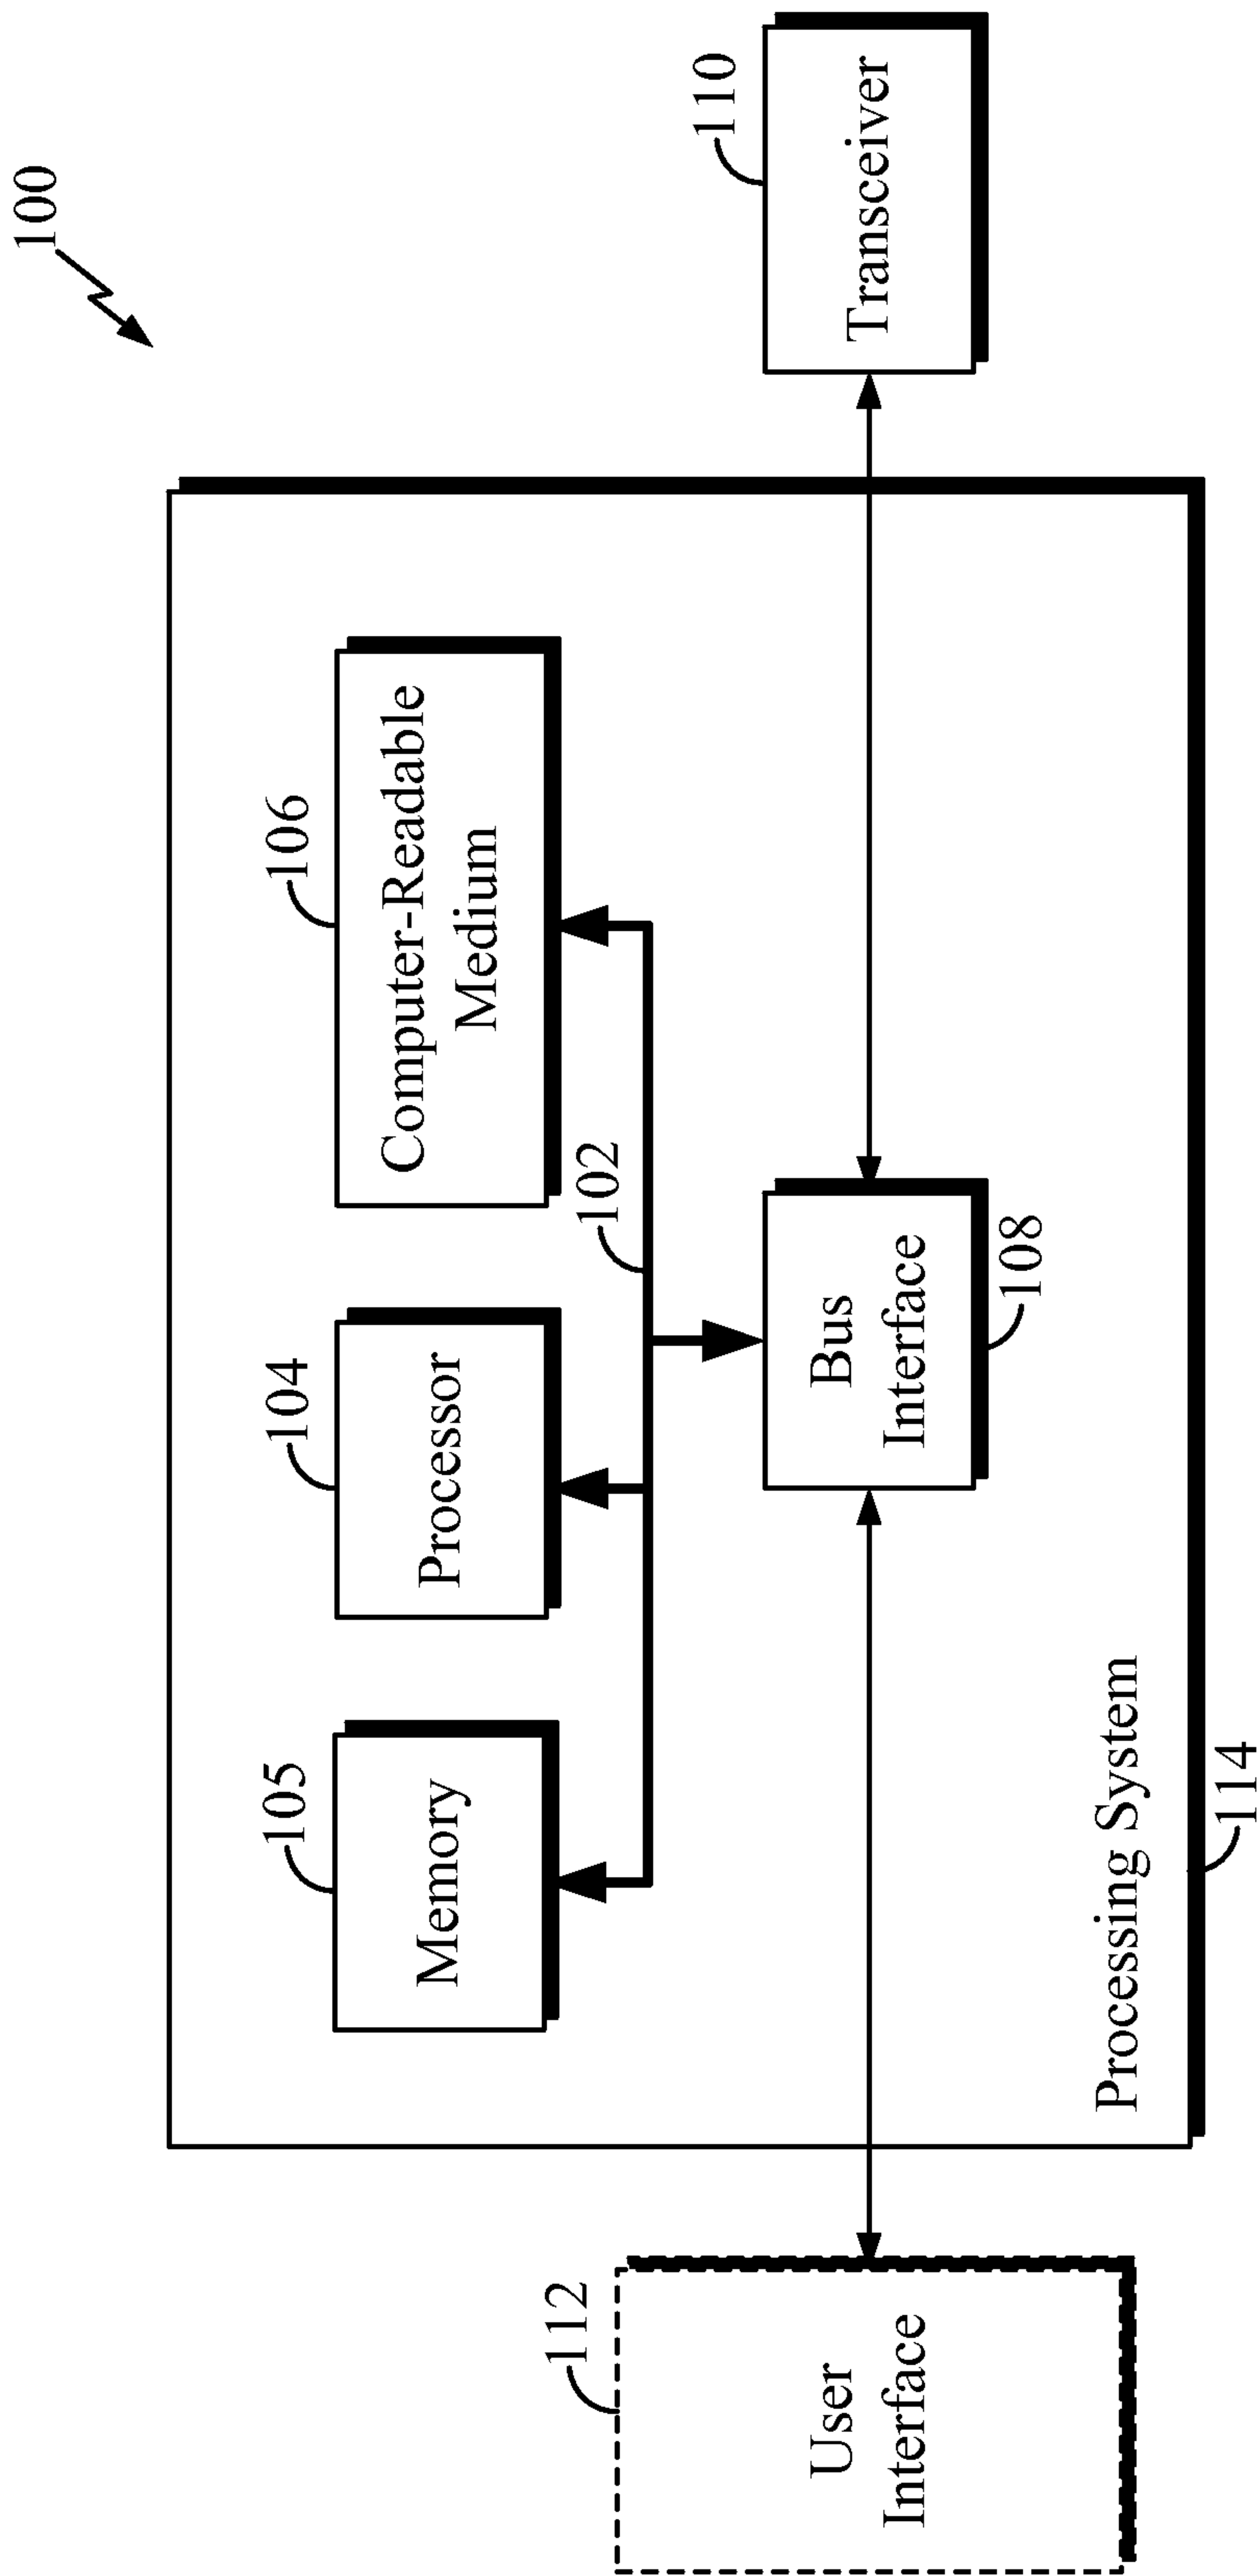 100
106
104
105
Computer-Readable
Medium
Processor
Memory
102
110
112
Transceiver
Bus
Interface
User
Interface
108
Processing System
114